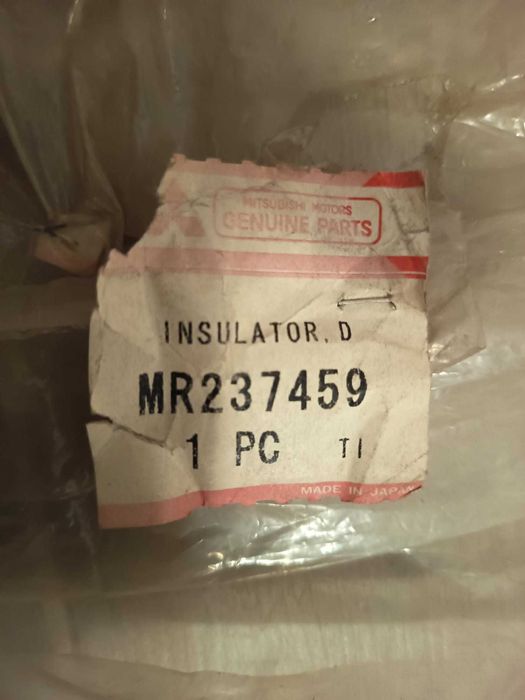 MITSUBISHI MOTORS
GENUINE PARTS
INSULATOR, D
MR237459
1 PC TI
MADE IN JAPAN